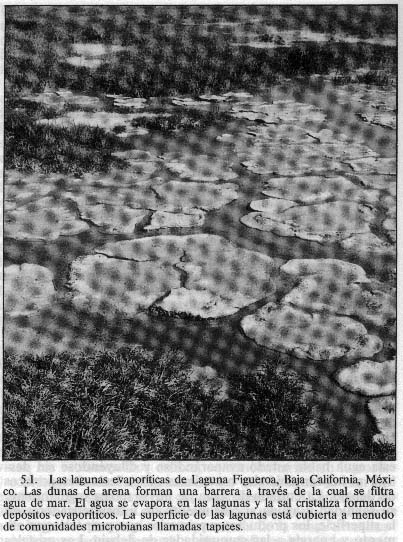 5.1. Las lagunas evaporíticas de Laguna Figueroa, Baja California, Méxi-
co. Las dunas de arena forman una barrera a través de la cual se filtra
agua de mar. El agua se evapora en las lagunas y la sal cristaliza formando
depósitos evaporíticos. La superficie de las lagunas está cubierta a menudo
de comunidades microbianas llamadas tapices.